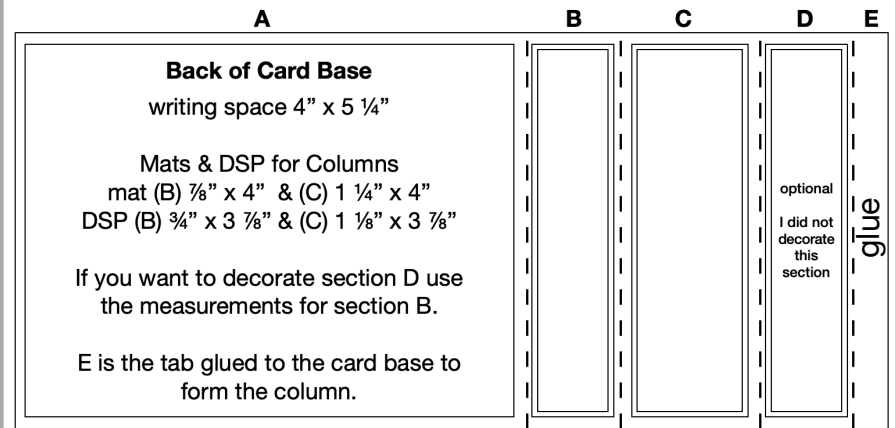 A B C D E
Back of Card Base
writing space 4” x 5 ¼”
Mats & DSP for Columns
mat (B) ⅞” x 4” & (C) 1 ¼” x 4”
DSP (B) ¾” x 3 ⅞” & (C) 1 ⅛” x 3 ⅞”
If you want to decorate section D use
the measurements for section B.
E is the tab glued to the card base to
form the column.
optional
I did not
decorate
this
section
glue